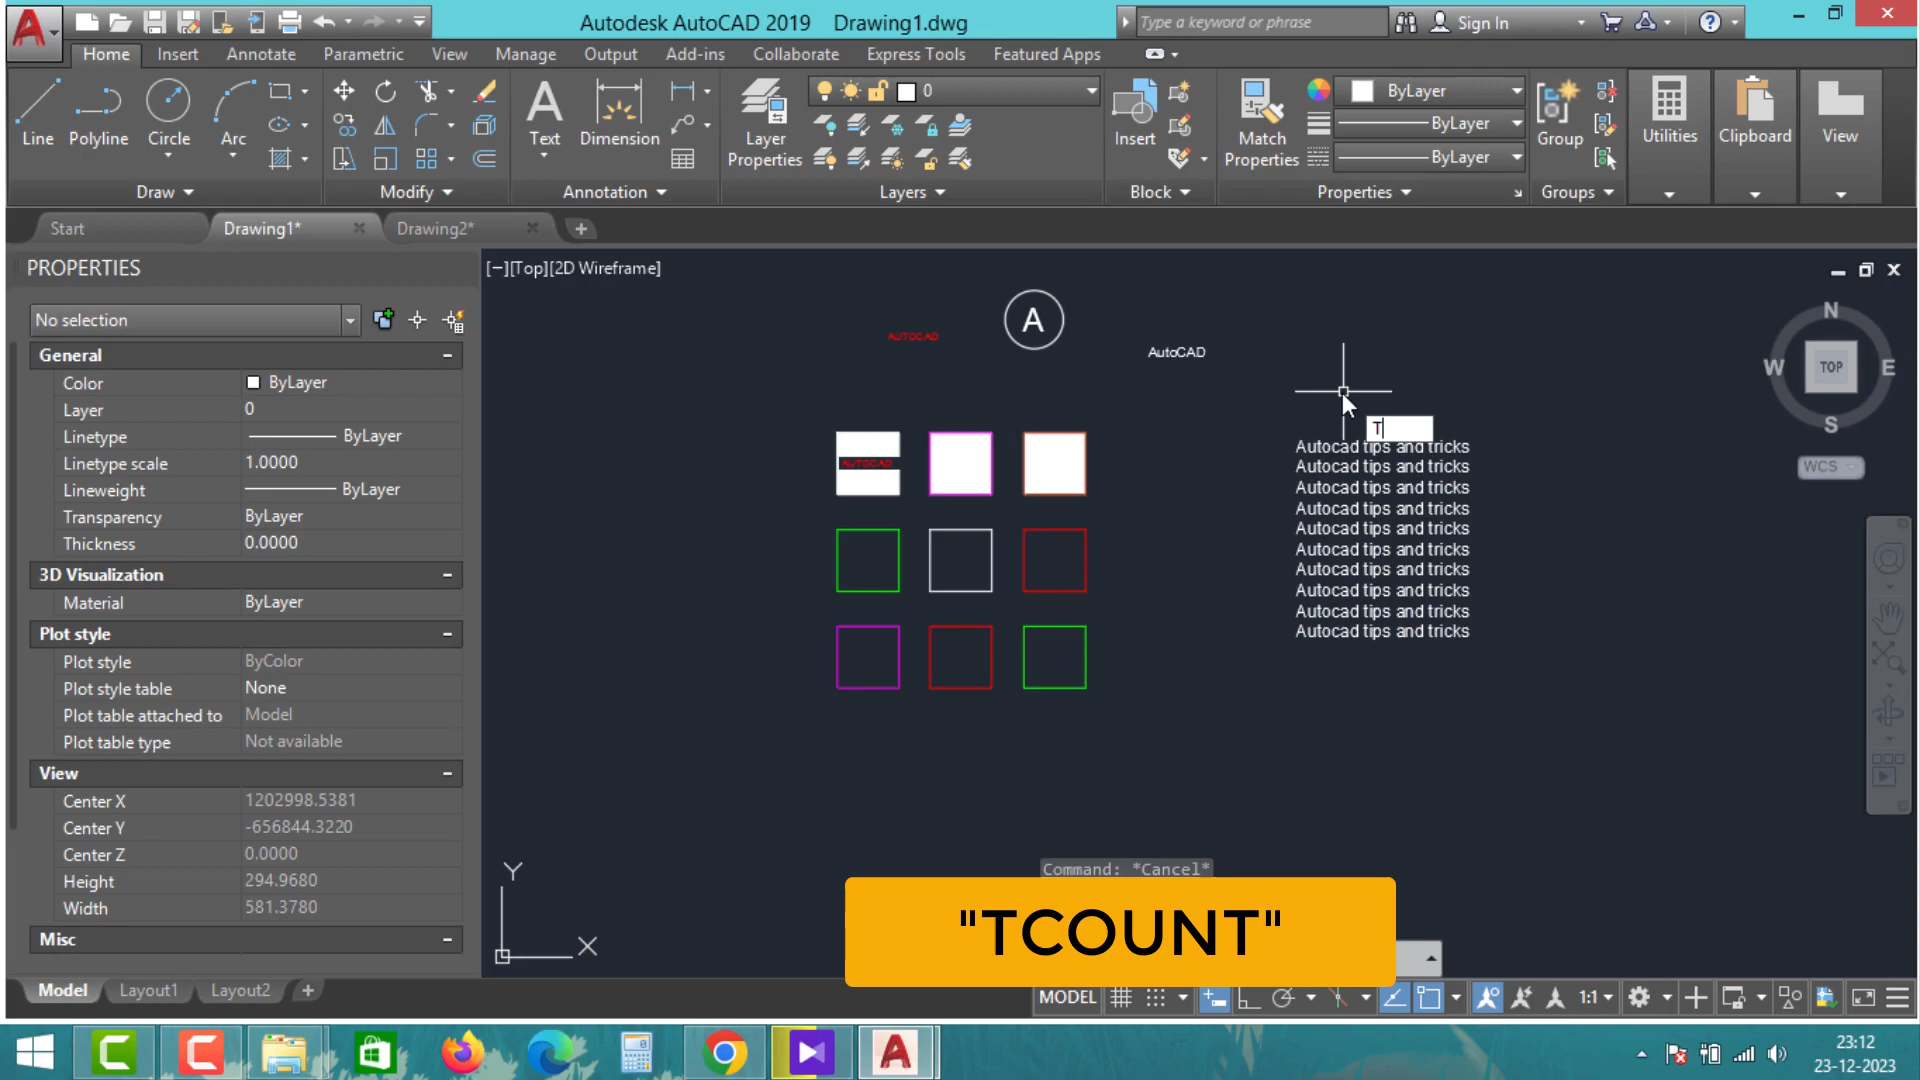 Autodesk AutoCAD 2019 Drawing1.dwg
Type a keyword or phrase
Sign In
Home Insert Annotate Parametric View Manage Output Add-ins Collaborate Express Tools Featured Apps
Line Polyline Circle Arc
Draw
Modify
Text Dimension
Annotation
Layer Properties
0
Layers
Insert
Block
Match Properties
ByLayer
ByLayer
ByLayer
Properties
Group
Groups
Utilities
Clipboard
View
Start Drawing1* Drawing2*
PROPERTIES
No selection
General
Color ByLayer
Layer 0
Linetype ByLayer
Linetype scale 1.0000
Lineweight ByLayer
Transparency ByLayer
Thickness 0.0000
3D Visualization
Material ByLayer
Plot style
Plot style ByColor
Plot style table None
Plot table attached to Model
Plot table type Not available
View
Center X 1202998.5381
Center Y -656844.3220
Center Z 0.0000
Height 294.9680
Width 581.3780
Misc
[−][Top][2D Wireframe]
AUTOCAD
A
AutoCAD
T
Autocad tips and tricks
Autocad tips and tricks
Autocad tips and tricks
Autocad tips and tricks
Autocad tips and tricks
Autocad tips and tricks
Autocad tips and tricks
Autocad tips and tricks
Autocad tips and tricks
Autocad tips and tricks
AUTOCAD
N
W TOP E
S
WCS
Y
X
Command: *Cancel*
"TCOUNT"
Model Layout1 Layout2
MODEL
1:1
23:12
23-12-2023